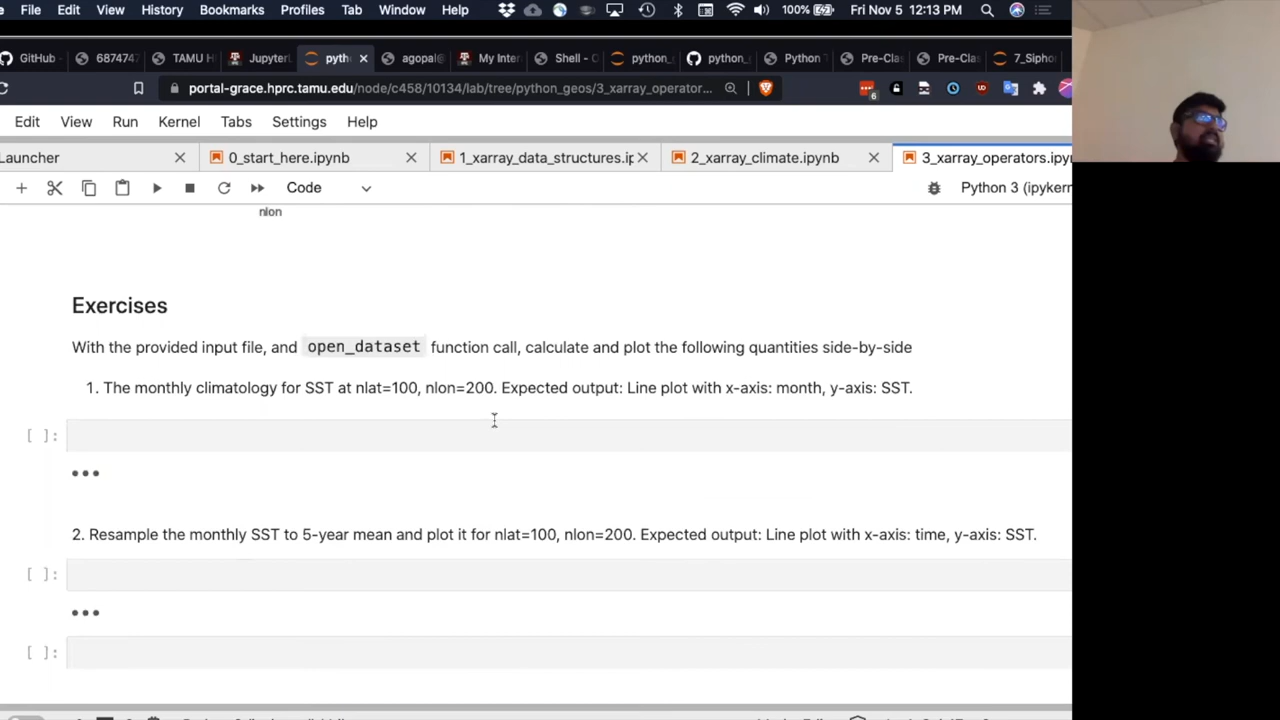 File Edit View History Bookmarks Profiles Tab Window Help 100% Fri Nov 5 12:13 PM
GitHub 6874747 TAMU H Jupyter pyth agopal@ My Inter Shell - O python_ python_ Python Pre-Cla Pre-Cla 7_Sipho
portal-grace.hprc.tamu.edu/node/c458/10134/lab/tree/python_geos/3_xarray_operator... 6
Edit View Run Kernel Tabs Settings Help
Launcher 0_start_here.ipynb 1_xarray_data_structures.ip 2_xarray_climate.ipynb 3_xarray_operators.ipyn
Code Python 3 (ipykern
nlon
Exercises
With the provided input file, and open_dataset function call, calculate and plot the following quantities side-by-side
1. The monthly climatology for SST at nlat=100, nlon=200. Expected output: Line plot with x-axis: month, y-axis: SST.
[ ]:
•••
2. Resample the monthly SST to 5-year mean and plot it for nlat=100, nlon=200. Expected output: Line plot with x-axis: time, y-axis: SST.
[ ]:
•••
[ ]: